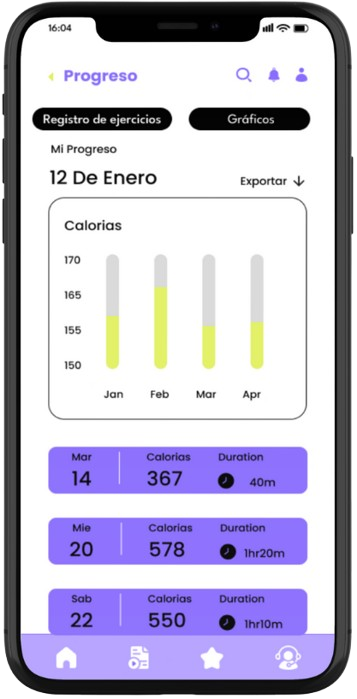 16:04
Progreso
Registro de ejercicios
Gráficos
Mi Progreso
12 De Enero
Exportar
Calorias
170
165
155
150
Jan Feb Mar Apr
Mar Calorias Duration
14 367 40m
Mie Calorias Duration
20 578 1hr20m
Sab Calorias Duration
22 550 1hr10m